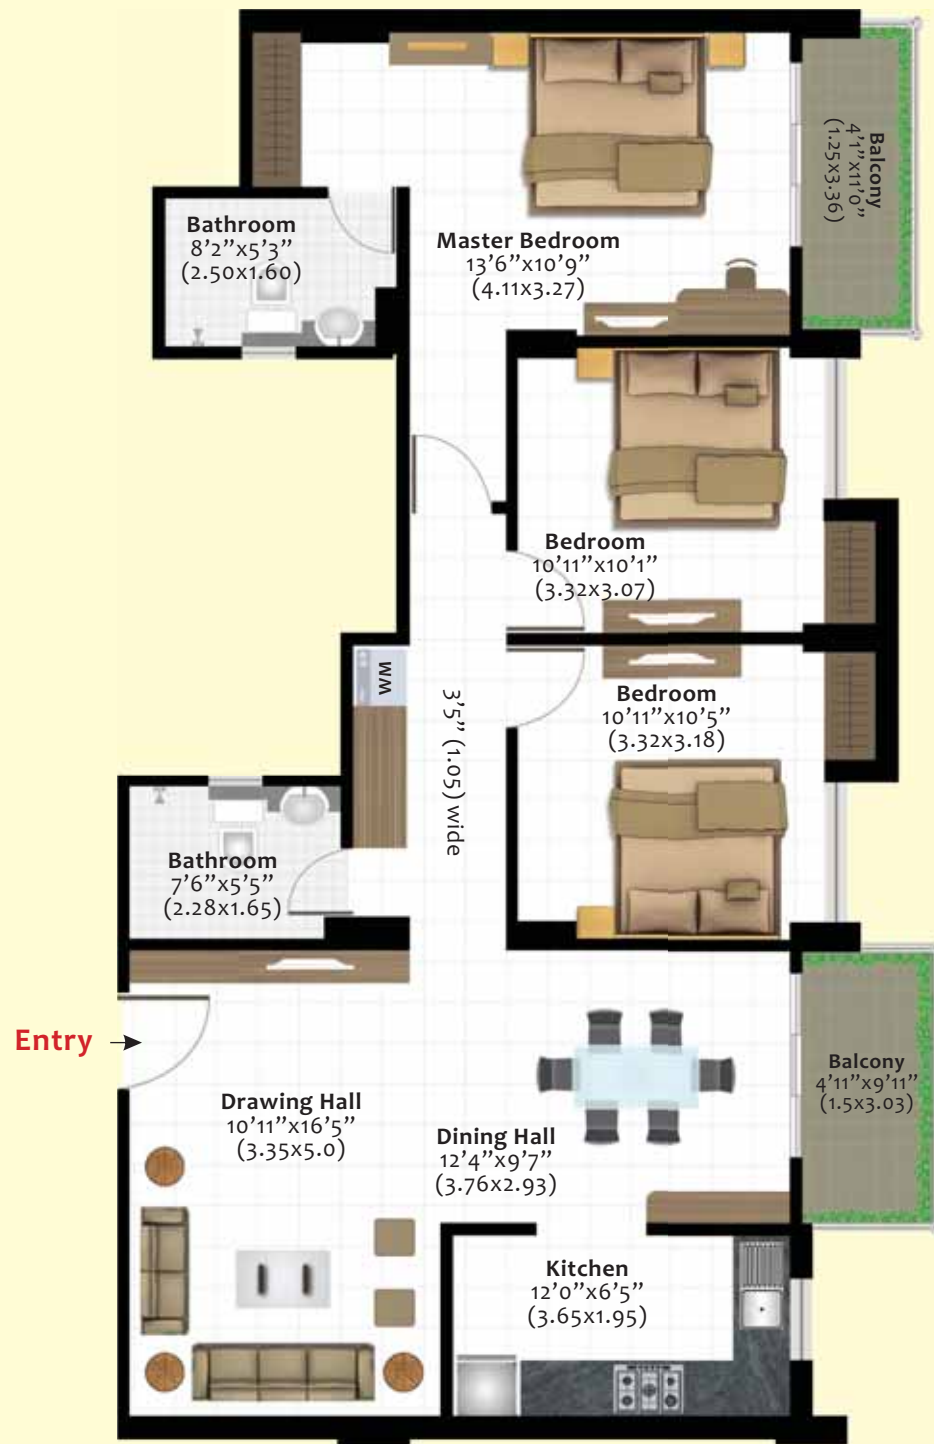 Balcony
4'1"x11'0"
(1.25x3.36)
Bathroom
8'2"x5'3"
(2.50x1.60)
Master Bedroom
13'6"x10'9"
(4.11x3.27)
Bedroom
10'11"x10'1"
(3.32x3.07)
WM
3'5" (1.05) wide
Bedroom
10'11"x10'5"
(3.32x3.18)
Bathroom
7'6"x5'5"
(2.28x1.65)
Entry
Balcony
4'11"x9'11"
(1.5x3.03)
Drawing Hall
10'11"x16'5"
(3.35x5.0)
Dining Hall
12'4"x9'7"
(3.76x2.93)
Kitchen
12'0"x6'5"
(3.65x1.95)